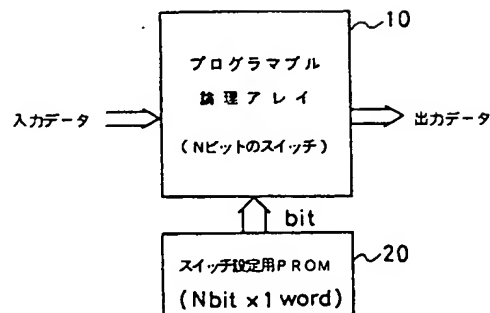 10
プログラマブル
論理アレイ
入力データ
出力データ
(Nビットのスイッチ)
bit
20
スイッチ設定用PROM
(Nbit x 1 word)